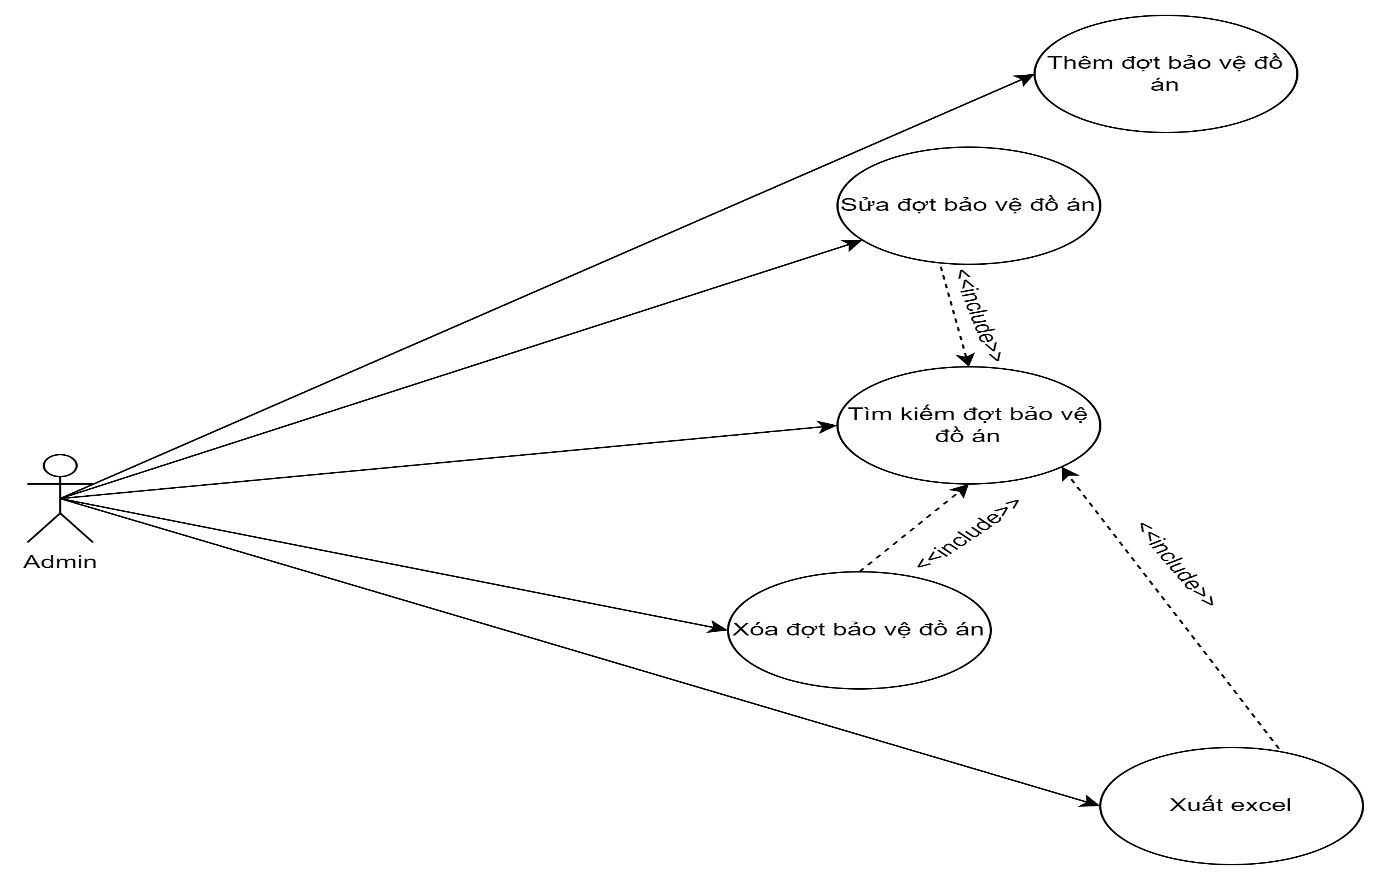 Thêm đợt bảo vệ đồ
án
Sửa đợt bảo vệ đồ án
<<include>>
Tìm kiếm đợt bảo vệ
đồ án
Admin
<<include>>
<<include>>
Xóa đợt bảo vệ đồ án
Xuất excel